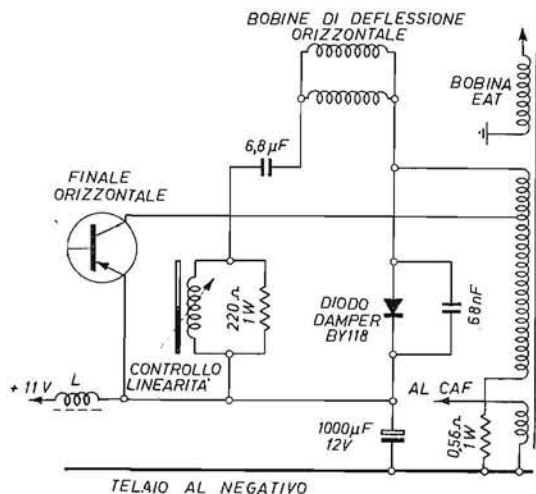 BOBINE DI DEFLESSIONE
ORIZZONTALE
BOBINA
EAT
6,8µF
FINALE
ORIZZONTALE
220Ω
1W
DIODO
DAMPER
BY118
68nF
CONTROLLO
LINEARITA'
+11V
L
AL CAF
1000µF
12V
0,56Ω
1W
TELAIO AL NEGATIVO